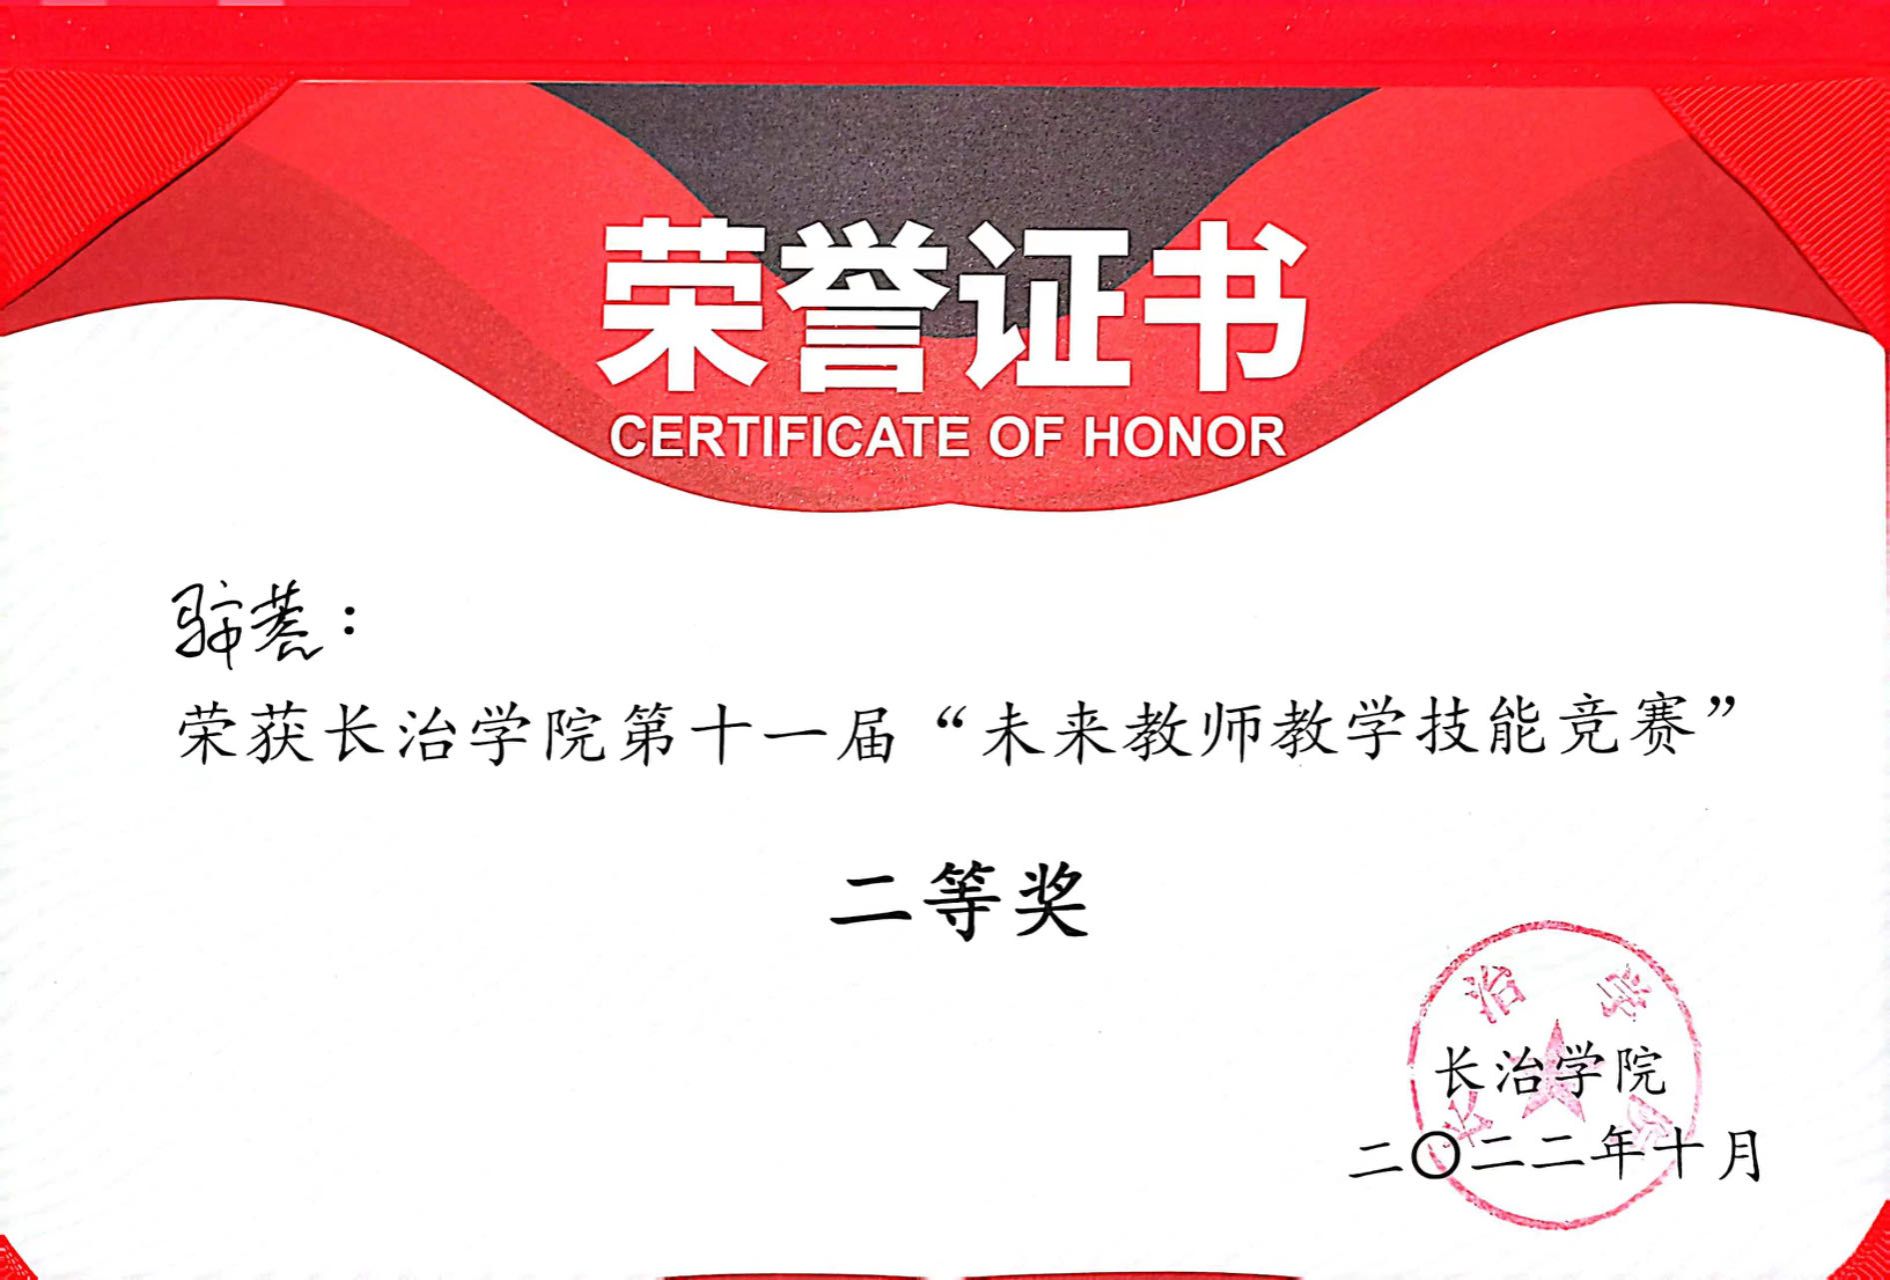 荣誉证书
CERTIFICATE OF HONOR
荣获长治学院第十一届“未来教师教学技能竞赛”
二等奖
长治学院
二〇二二年十月